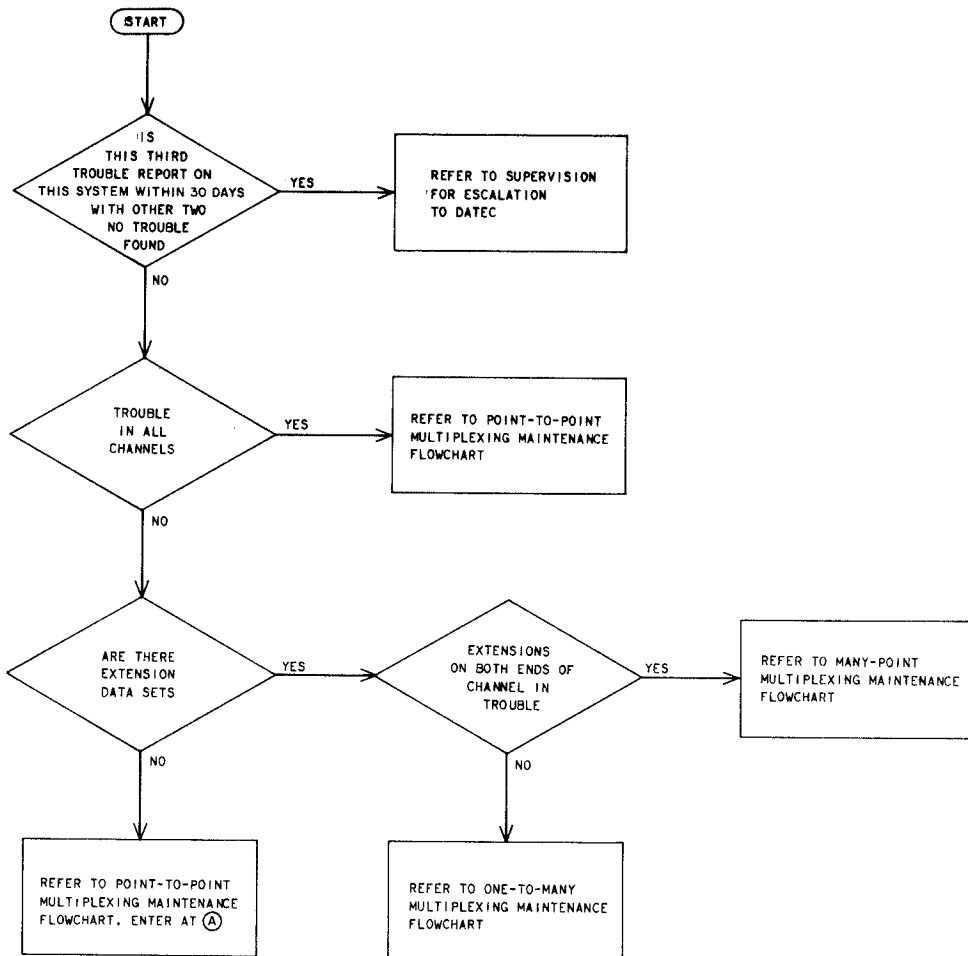 START
IS
THIS THIRD
TROUBLE REPORT ON
THIS SYSTEM WITHIN 30 DAYS
WITH OTHER TWO
NO TROUBLE
FOUND
YES
REFER TO SUPERVISION
FOR ESCALATION
TO DATEC
NO
TROUBLE
IN ALL
CHANNELS
YES
REFER TO POINT-TO-POINT
MULTIPLEXING MAINTENANCE
FLOWCHART
NO
ARE THERE
EXTENSION
DATA SETS
YES
EXTENSIONS
ON BOTH ENDS OF
CHANNEL IN
TROUBLE
YES
REFER TO MANY-POINT
MULTIPLEXING MAINTENANCE
FLOWCHART
NO
REFER TO POINT-TO-POINT
MULTIPLEXING MAINTENANCE
FLOWCHART. ENTER AT A
NO
REFER TO ONE-TO-MANY
MULTIPLEXING MAINTENANCE
FLOWCHART